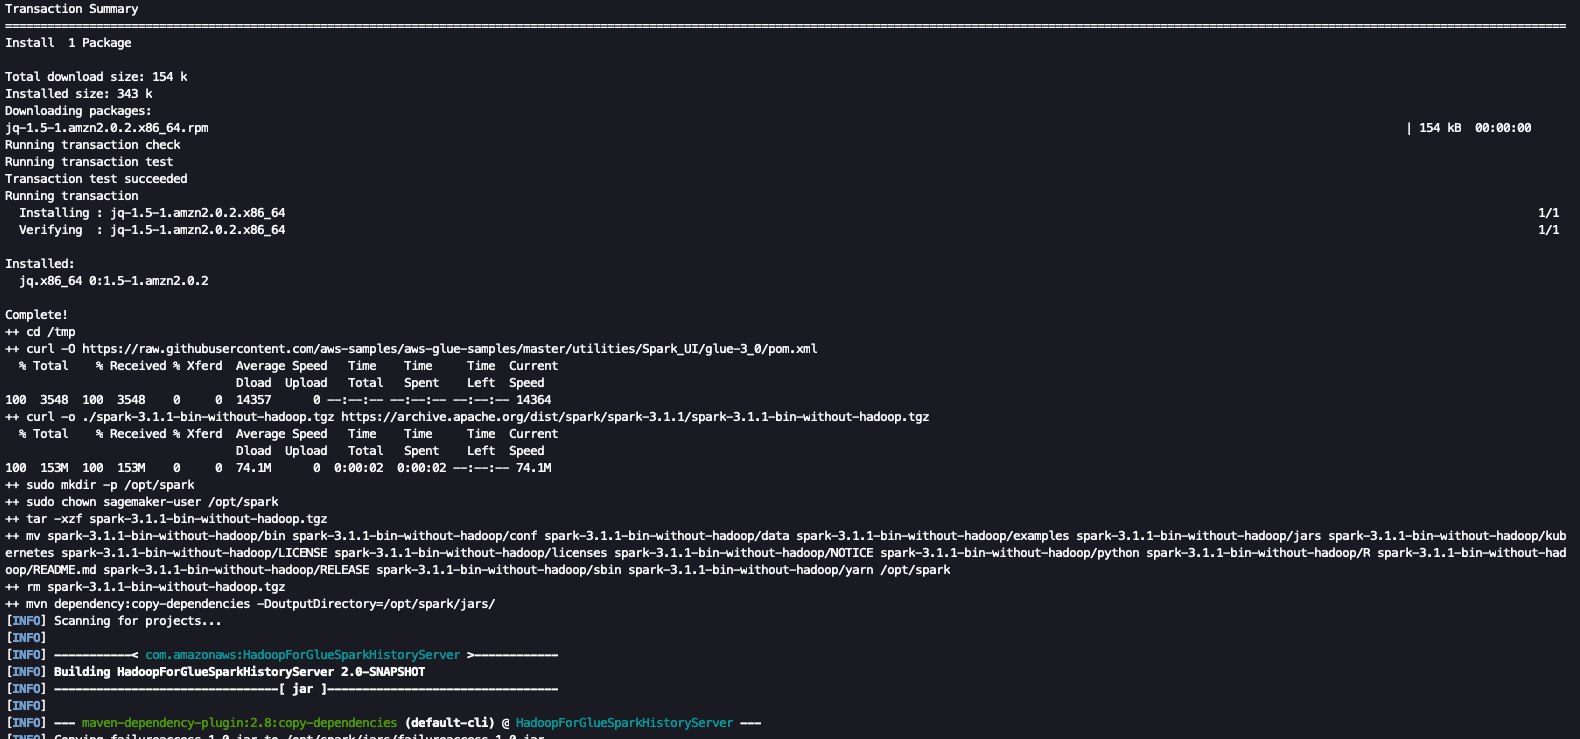 Transaction Summary
================================================================================
Install  1 Package
Total download size: 154 k
Installed size: 343 k
Downloading packages:
jq-1.5-1.amzn2.0.2.x86_64.rpm | 154 kB  00:00:00
Running transaction check
Running transaction test
Transaction test succeeded
Running transaction
  Installing : jq-1.5-1.amzn2.0.2.x86_64 1/1
  Verifying  : jq-1.5-1.amzn2.0.2.x86_64 1/1
Installed:
  jq.x86_64 0:1.5-1.amzn2.0.2
Complete!
++ cd /tmp
++ curl -O https://raw.githubusercontent.com/aws-samples/aws-glue-samples/master/utilities/Spark_UI/glue-3_0/pom.xml
  % Total    % Received % Xferd  Average Speed   Time    Time     Time  Current
                                 Dload  Upload   Total   Spent    Left  Speed
100  3548  100  3548    0     0  14357      0 --:--:-- --:--:-- --:--:-- 14364
++ curl -o ./spark-3.1.1-bin-without-hadoop.tgz https://archive.apache.org/dist/spark/spark-3.1.1/spark-3.1.1-bin-without-hadoop.tgz
  % Total    % Received % Xferd  Average Speed   Time    Time     Time  Current
                                 Dload  Upload   Total   Spent    Left  Speed
100  153M  100  153M    0     0  74.1M      0  0:00:02  0:00:02 --:--:-- 74.1M
++ sudo mkdir -p /opt/spark
++ sudo chown sagemaker-user /opt/spark
++ tar -xzf spark-3.1.1-bin-without-hadoop.tgz
++ mv spark-3.1.1-bin-without-hadoop/bin spark-3.1.1-bin-without-hadoop/conf spark-3.1.1-bin-without-hadoop/data spark-3.1.1-bin-without-hadoop/examples spark-3.1.1-bin-without-hadoop/jars spark-3.1.1-bin-without-hadoop/kub
ernetes spark-3.1.1-bin-without-hadoop/LICENSE spark-3.1.1-bin-without-hadoop/licenses spark-3.1.1-bin-without-hadoop/NOTICE spark-3.1.1-bin-without-hadoop/python spark-3.1.1-bin-without-hadoop/R spark-3.1.1-bin-without-had
oop/README.md spark-3.1.1-bin-without-hadoop/RELEASE spark-3.1.1-bin-without-hadoop/sbin spark-3.1.1-bin-without-hadoop/yarn /opt/spark
++ rm spark-3.1.1-bin-without-hadoop.tgz
++ mvn dependency:copy-dependencies -DoutputDirectory=/opt/spark/jars/
[INFO] Scanning for projects...
[INFO]
[INFO] -----------< com.amazonaws:HadoopForGlueSparkHistoryServer >------------
[INFO] Building HadoopForGlueSparkHistoryServer 2.0-SNAPSHOT
[INFO] --------------------------------[ jar ]---------------------------------
[INFO]
[INFO] --- maven-dependency-plugin:2.8:copy-dependencies (default-cli) @ HadoopForGlueSparkHistoryServer ---
[INFO] Copying failureaccess-1.0.jar to /opt/spark/jars/failureaccess-1.0.jar